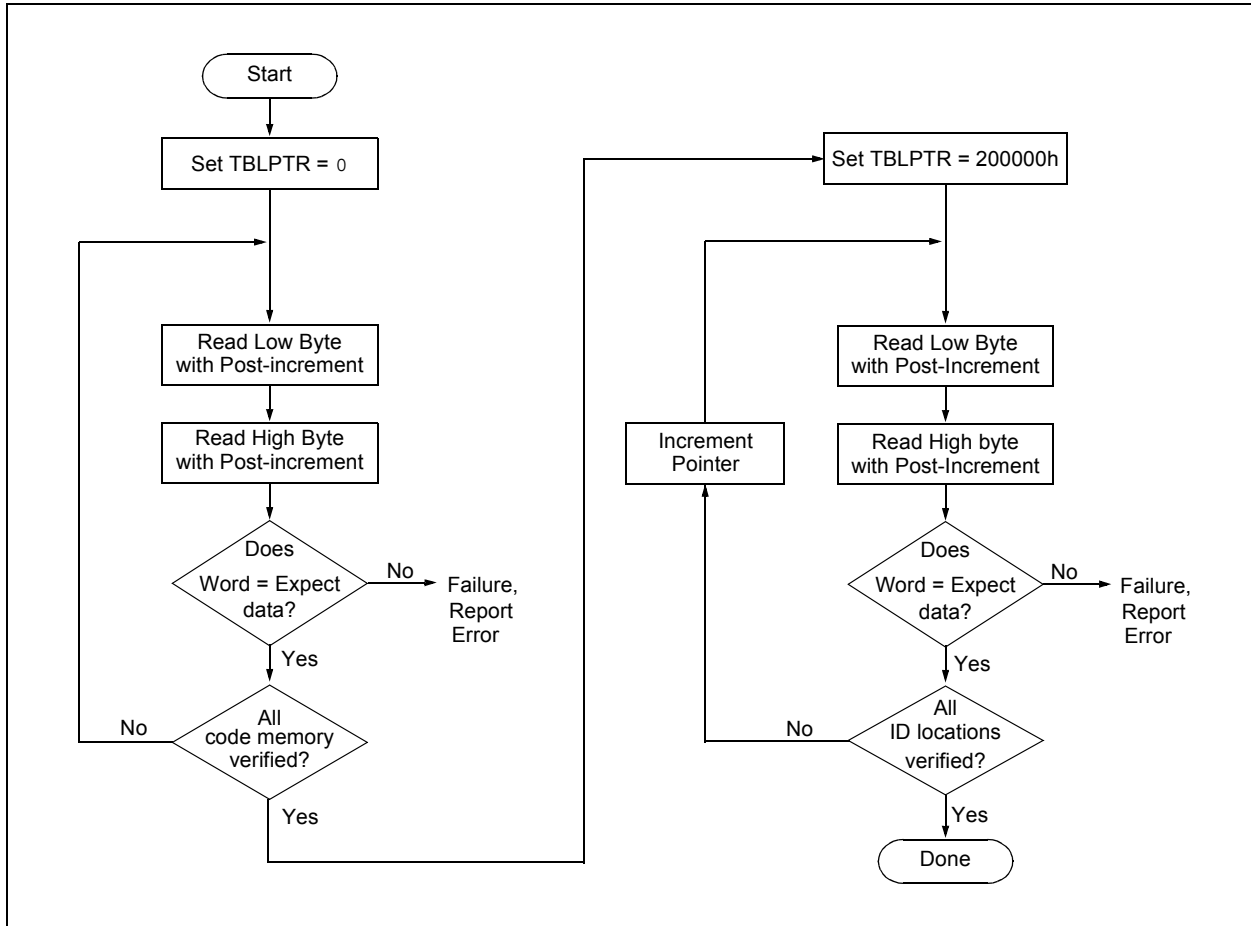 Start
Set TBLPTR = 0
Read Low Byte
with Post-increment
Read High Byte
with Post-increment
Does
Word = Expect
data?
No
Failure,
Report
Error
Yes
All
code memory
verified?
No
Yes
Set TBLPTR = 200000h
Read Low Byte
with Post-Increment
Increment
Pointer
Read High byte
with Post-Increment
Does
Word = Expect
data?
No
Failure,
Report
Error
Yes
All
ID locations
verified?
No
Yes
Done